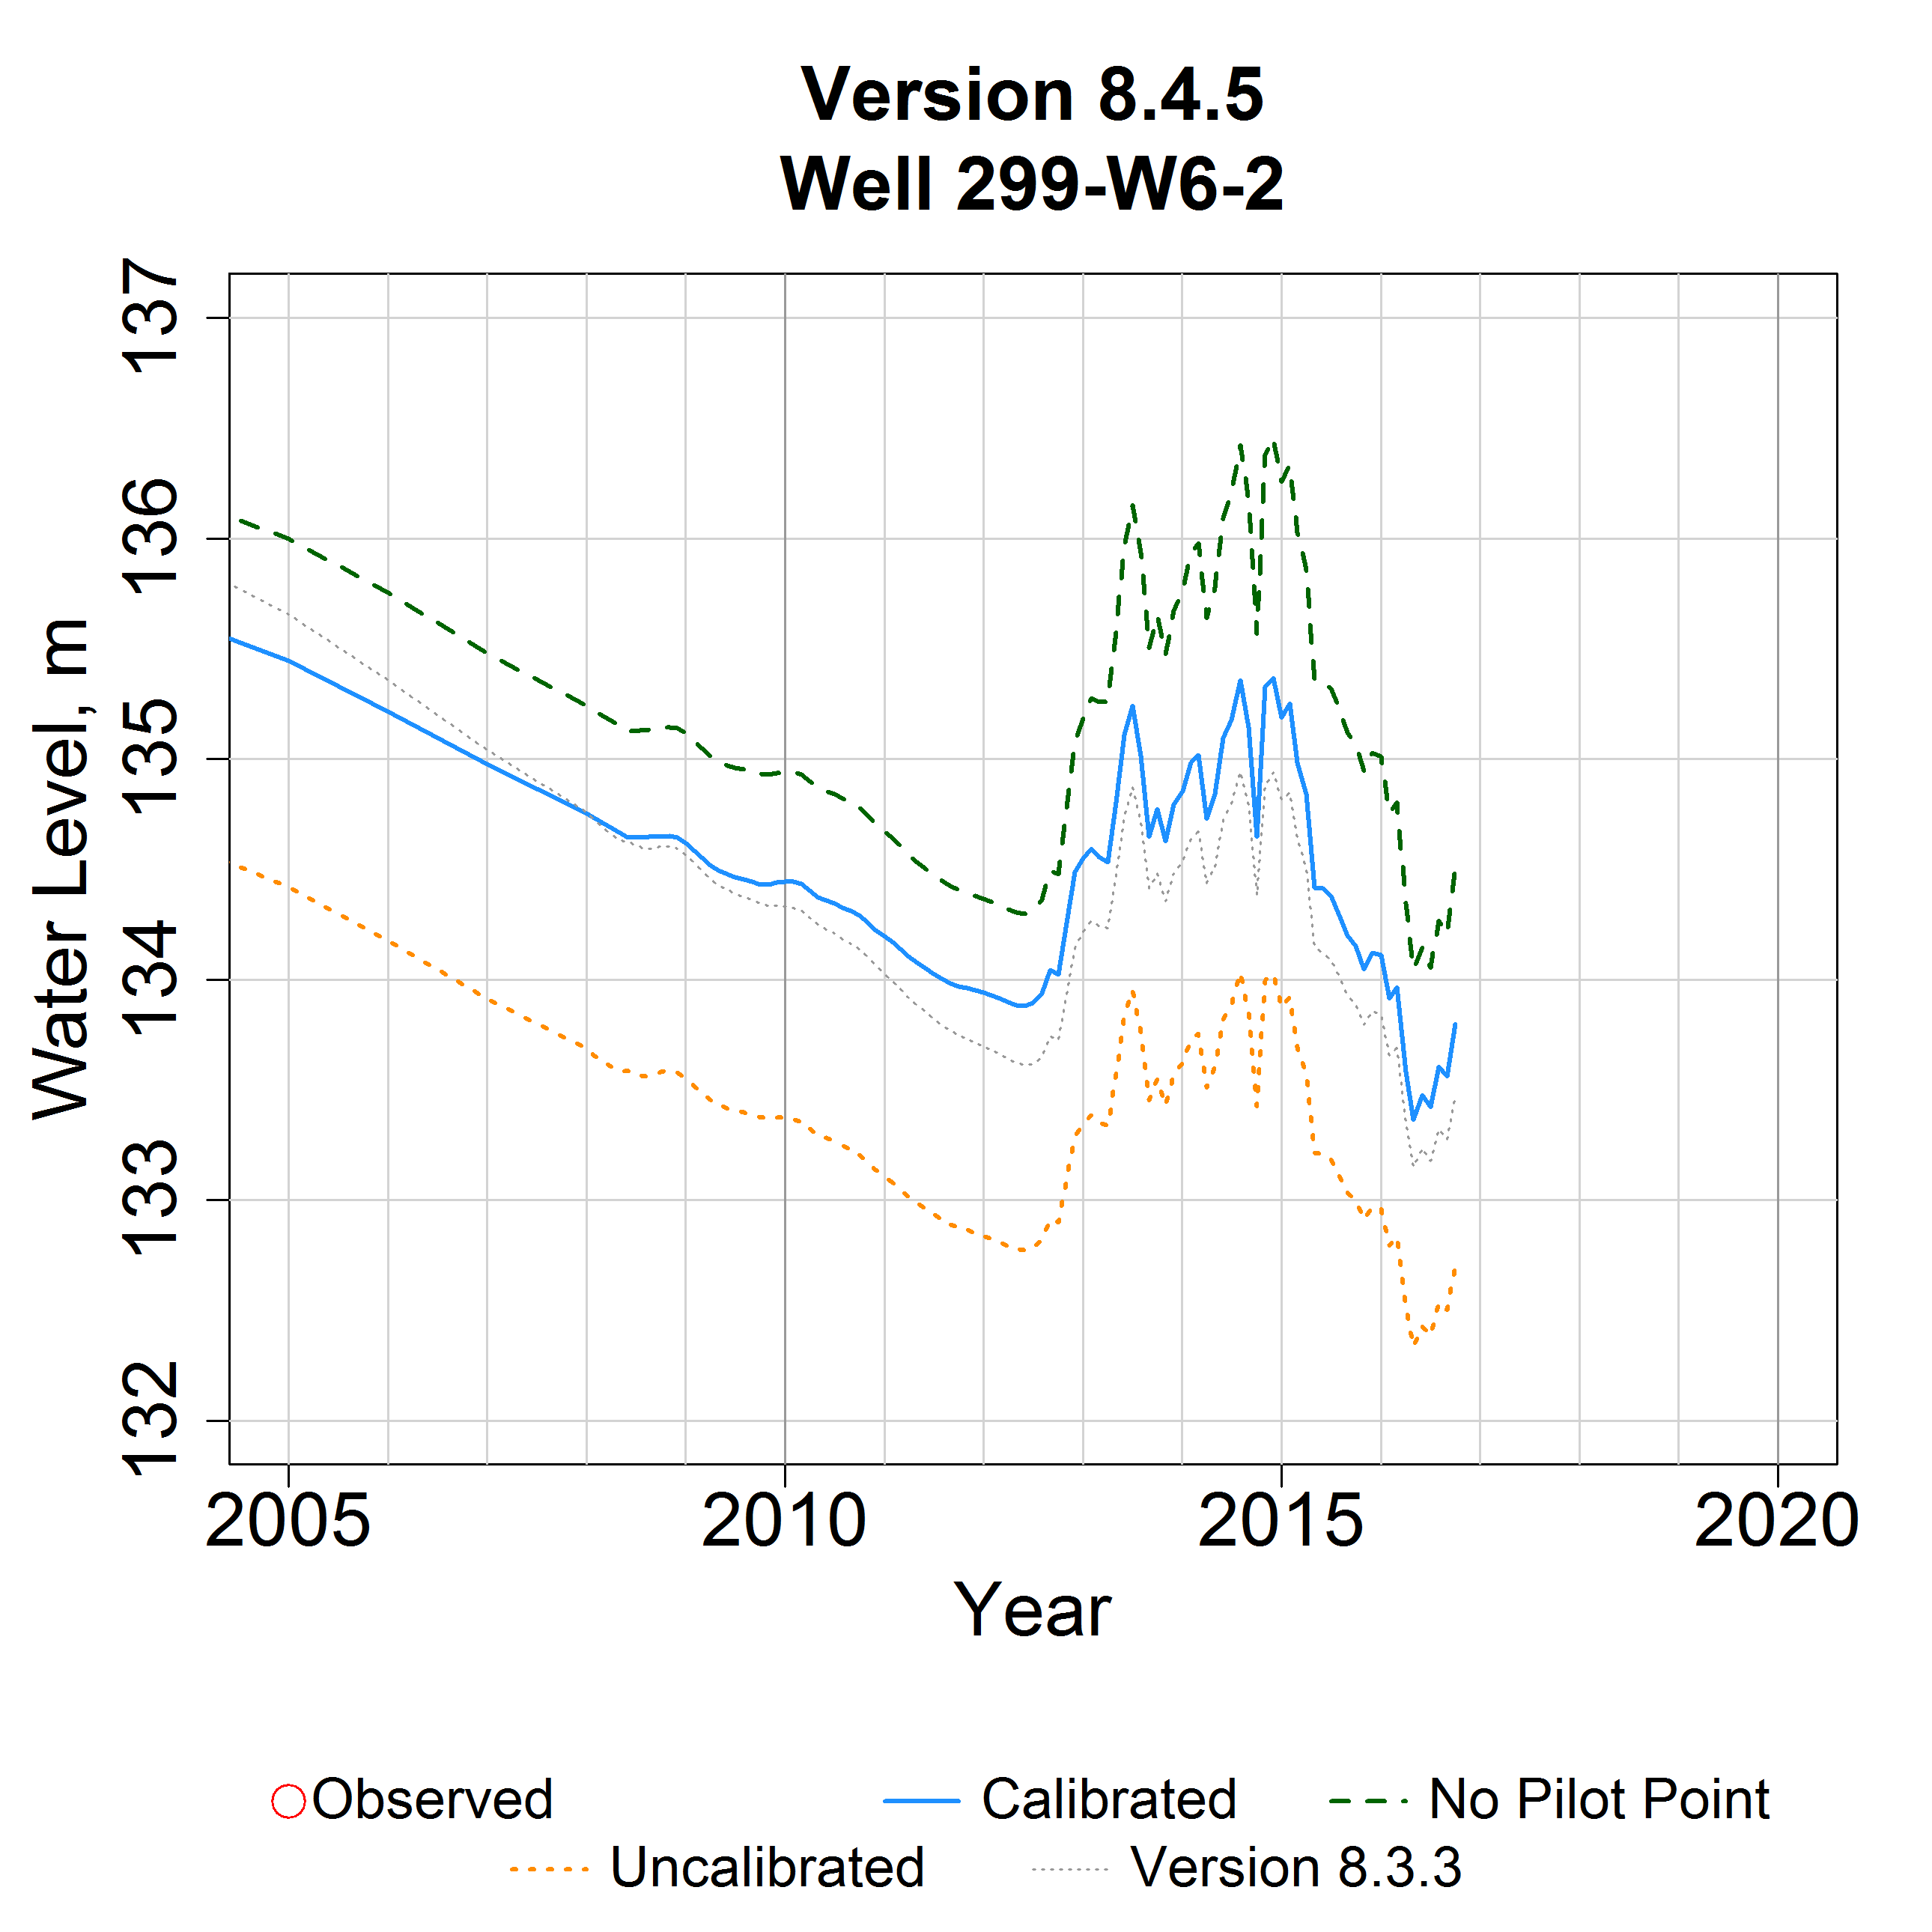 Version 8.4.5
Well 299-W6-2
Water Level, m
137
136
135
134
133
132
2005 2010 2015 2020
Year
Observed Calibrated No Pilot Point
Uncalibrated Version 8.3.3